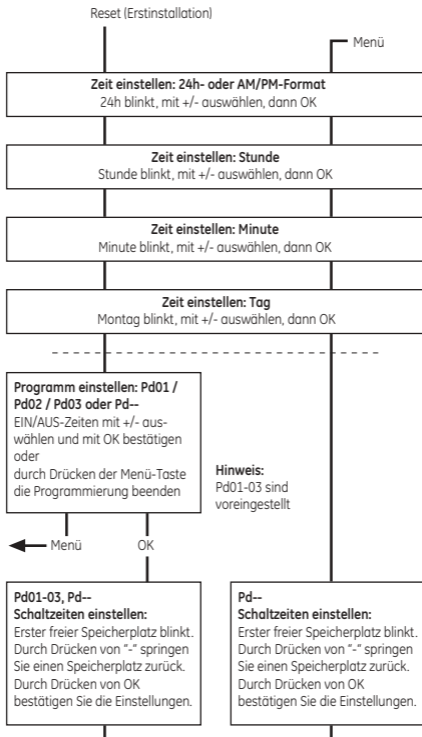 Reset (Erstinstallation)
Menü
Zeit einstellen: 24h- oder AM/PM-Format
24h blinkt, mit +/- auswählen, dann OK
Zeit einstellen: Stunde
Stunde blinkt, mit +/- auswählen, dann OK
Zeit einstellen: Minute
Minute blinkt, mit +/- auswählen, dann OK
Zeit einstellen: Tag
Montag blinkt, mit +/- auswählen, dann OK
Programm einstellen: Pd01 /
Pd02 / Pd03 oder Pd--
EIN/AUS-Zeiten mit +/- aus-
wählen und mit OK bestätigen
oder
durch Drücken der Menü-Taste
die Programmierung beenden
Hinweis:
Pd01-03 sind
voreingestellt
Menü
OK
Pd01-03, Pd--
Schaltzeiten einstellen:
Erster freier Speicherplatz blinkt.
Durch Drücken von "-" springen
Sie einen Speicherplatz zurück.
Durch Drücken von OK
bestätigen Sie die Einstellungen.
Pd--
Schaltzeiten einstellen:
Erster freier Speicherplatz blinkt.
Durch Drücken von "-" springen
Sie einen Speicherplatz zurück.
Durch Drücken von OK
bestätigen Sie die Einstellungen.